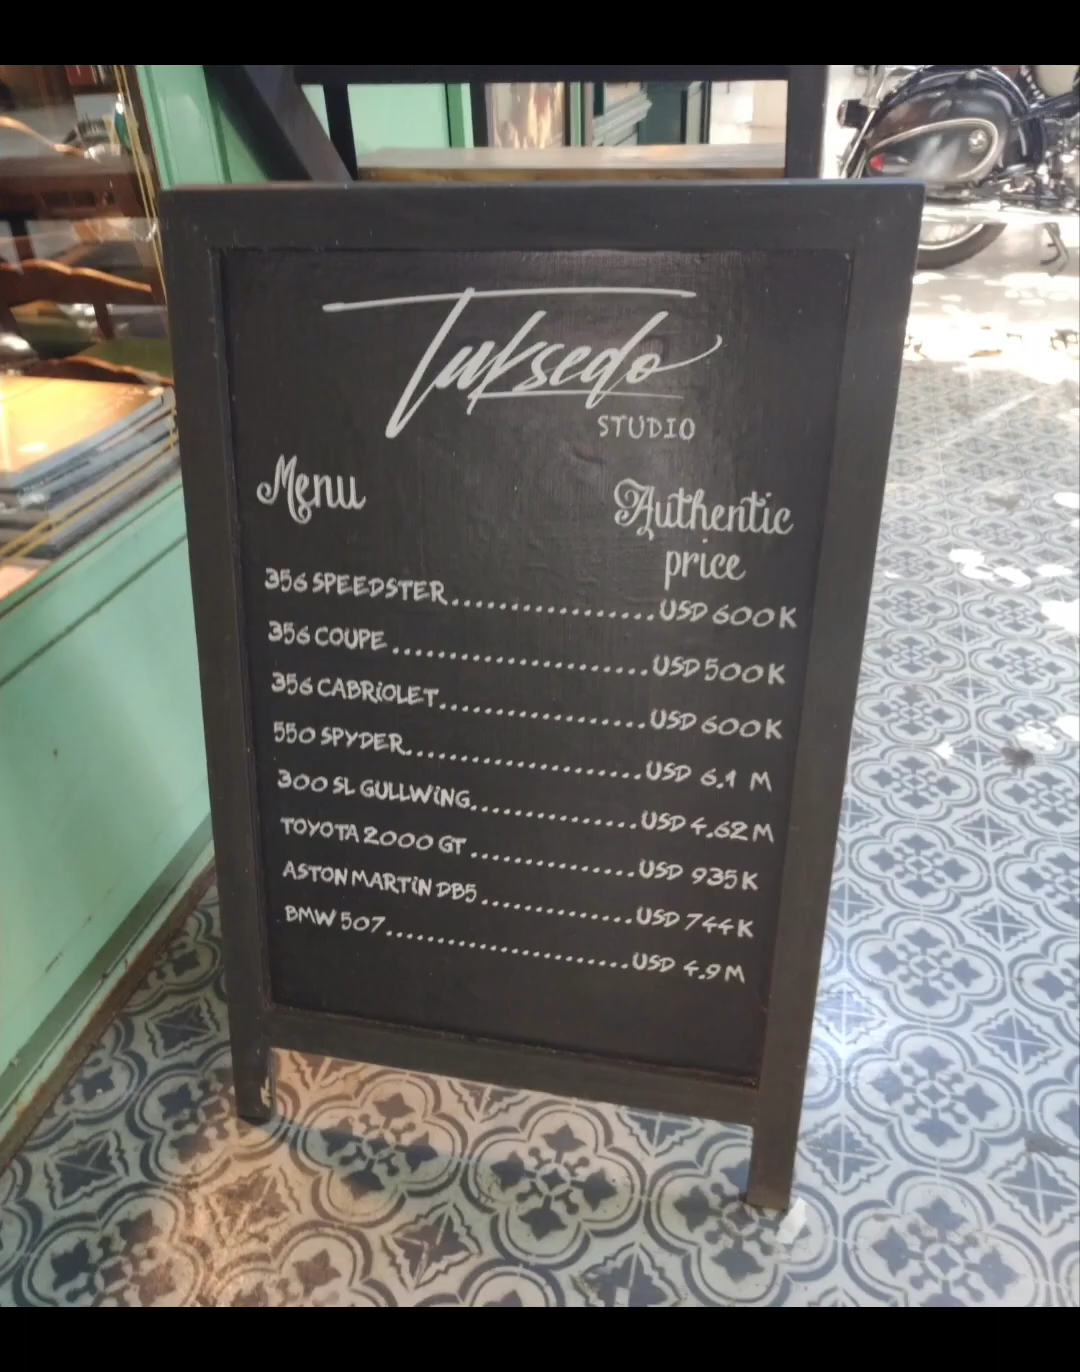 Tuksedo
STUDIO
Menu
Authentic
price
356 SPEEDSTER..................USD 600K
356 COUPE.......................USD 500K
356 CABRiOLET..................USD 600K
550 SPYDER.....................USD 6.1 M
300 SL GULLWiNG...............USD 4.62 M
TOYOTA 2000 GT...............USD 935K
ASTON MARTiN DB5..............USD 744K
BMW 507......................USD 4.9 M